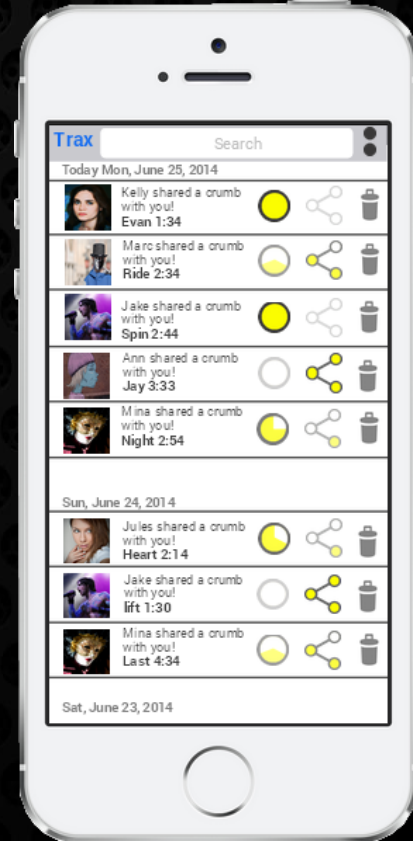 Trax
Search
Today Mon, June 25, 2014
Kelly shared a crumb
with you!
Evan 1:34
Marc shared a crumb
with you!
Ride 2:34
Jake shared a crumb
with you!
Spin 2:44
Ann shared a crumb
with you!
Jay 3:33
Mina shared a crumb
with you!
Night 2:54
Sun, June 24, 2014
Jules shared a crumb
with you!
Heart 2:14
Jake shared a crumb
with you!
lift 1:30
Mina shared a crumb
with you!
Last 4:34
Sat, June 23, 2014